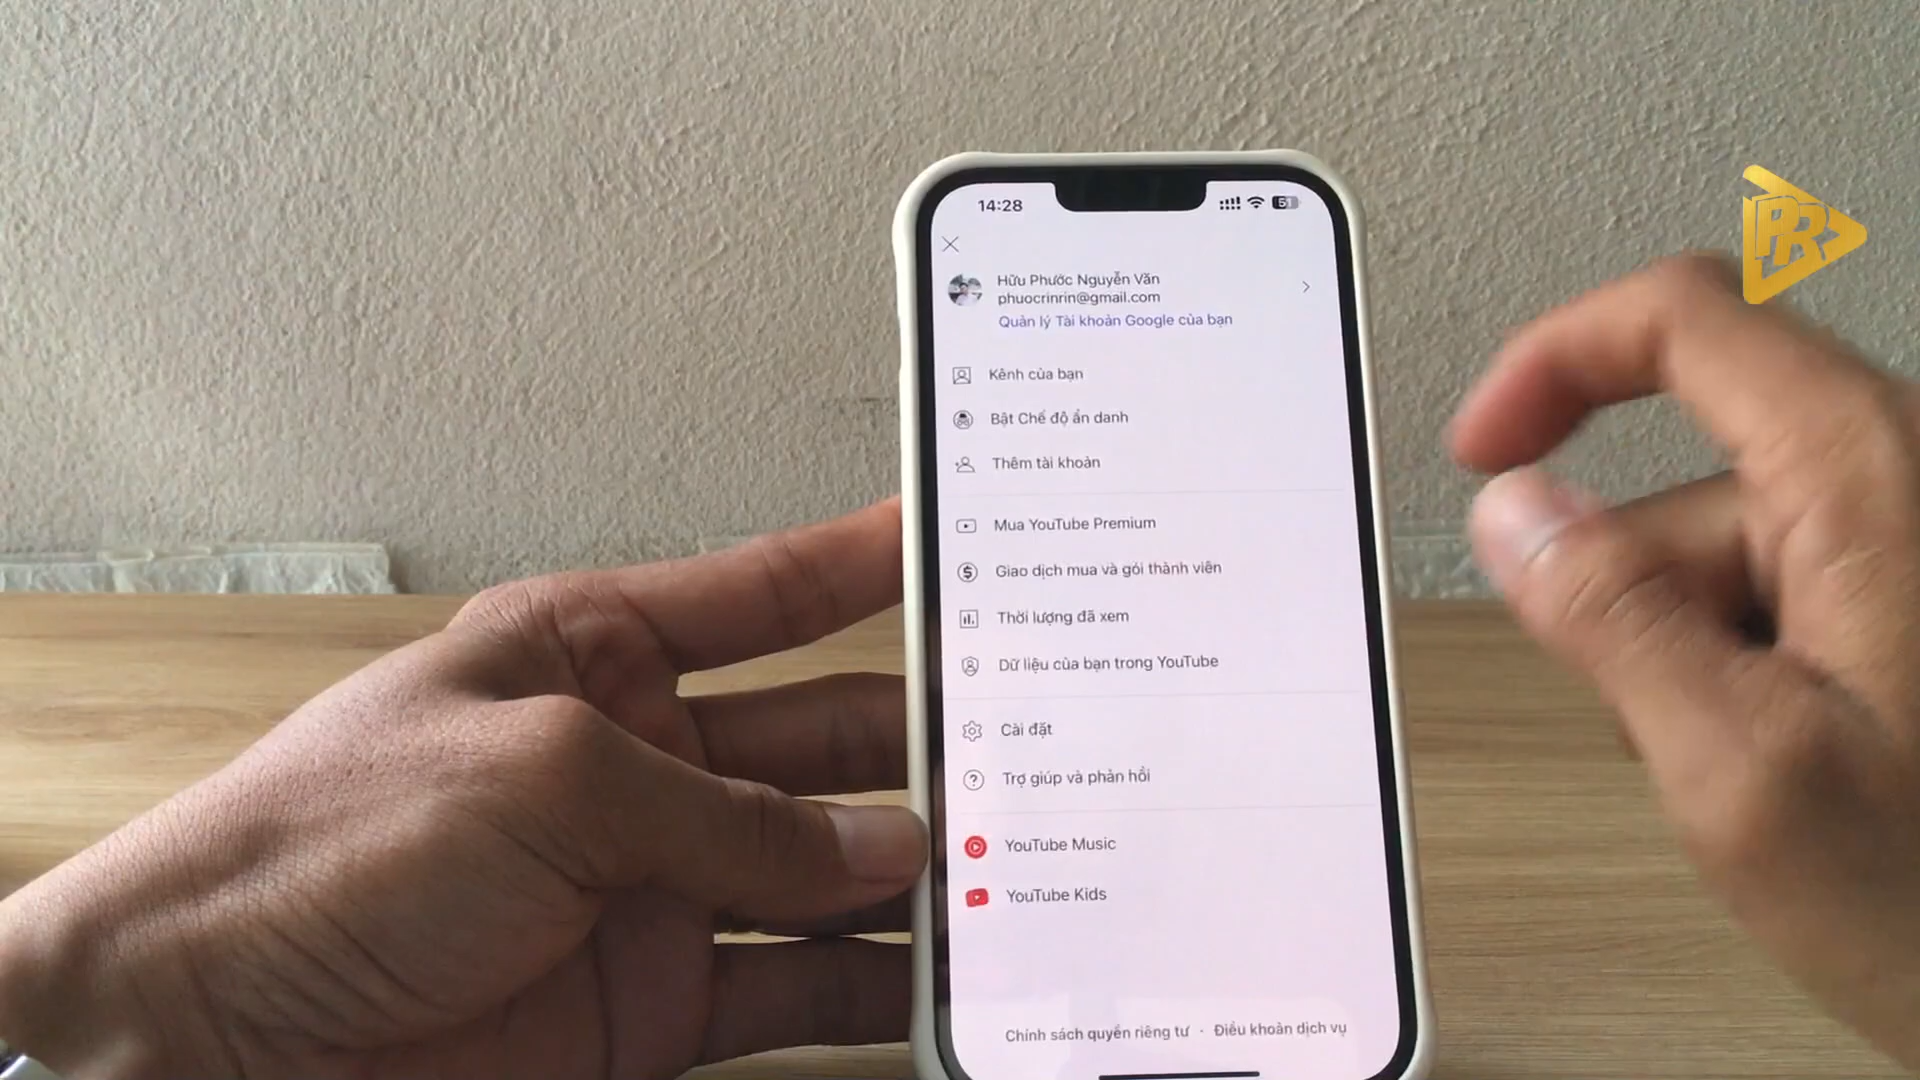 14:28
51
PR
Hữu Phước Nguyễn Văn
phuocrinrin@gmail.com
Quản lý Tài khoản Google của bạn
Kênh của bạn
Bật Chế độ ẩn danh
Thêm tài khoản
Mua YouTube Premium
Giao dịch mua và gói thành viên
Thời lượng đã xem
Dữ liệu của bạn trong YouTube
Cài đặt
Trợ giúp và phản hồi
YouTube Music
YouTube Kids
Chính sách quyền riêng tư · Điều khoản dịch vụ